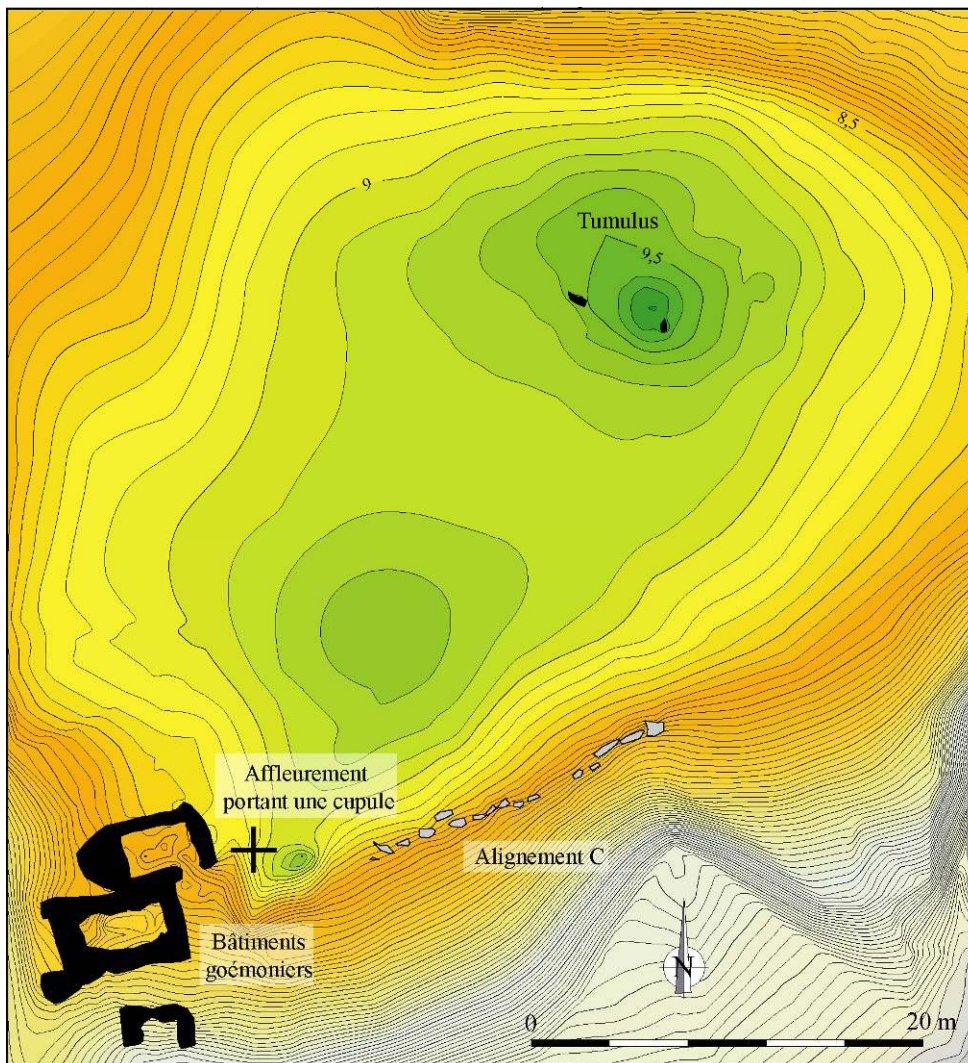 8,5
9
Tumulus
9,5
Affleurement
portant une cupule
Alignement C
Bâtiments
goémoniers
N
0
20 m